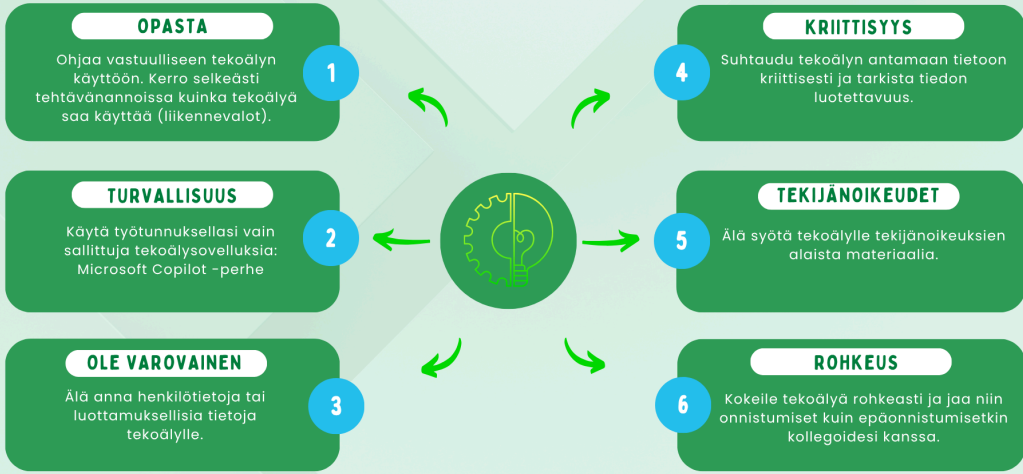 OPASTA
Ohjaa vastuulliseen tekoälyn
käyttöön. Kerro selkeästi
tehtävänannoissa kuinka tekoälyä
saa käyttää (liikennevalot).
1
TURVALLISUUS
Käytä työtunnuksellasi vain
sallittuja tekoälysovelluksia:
Microsoft Copilot -perhe
2
OLE VAROVAINEN
Älä anna henkilötietoja tai
luottamuksellisia tietoja
tekoälylle.
3
KRIITTISYYS
Suhtaudu tekoälyn antamaan tietoon
kriittisesti ja tarkista tiedon
luotettavuus.
4
TEKIJÄNOIKEUDET
Älä syötä tekoälylle tekijänoikeuksien
alaista materiaalia.
5
ROHKEUS
Kokeile tekoälyä rohkeasti ja jaa niin
onnistumiset kuin epäonnistumisetkin
kollegoidesi kanssa.
6